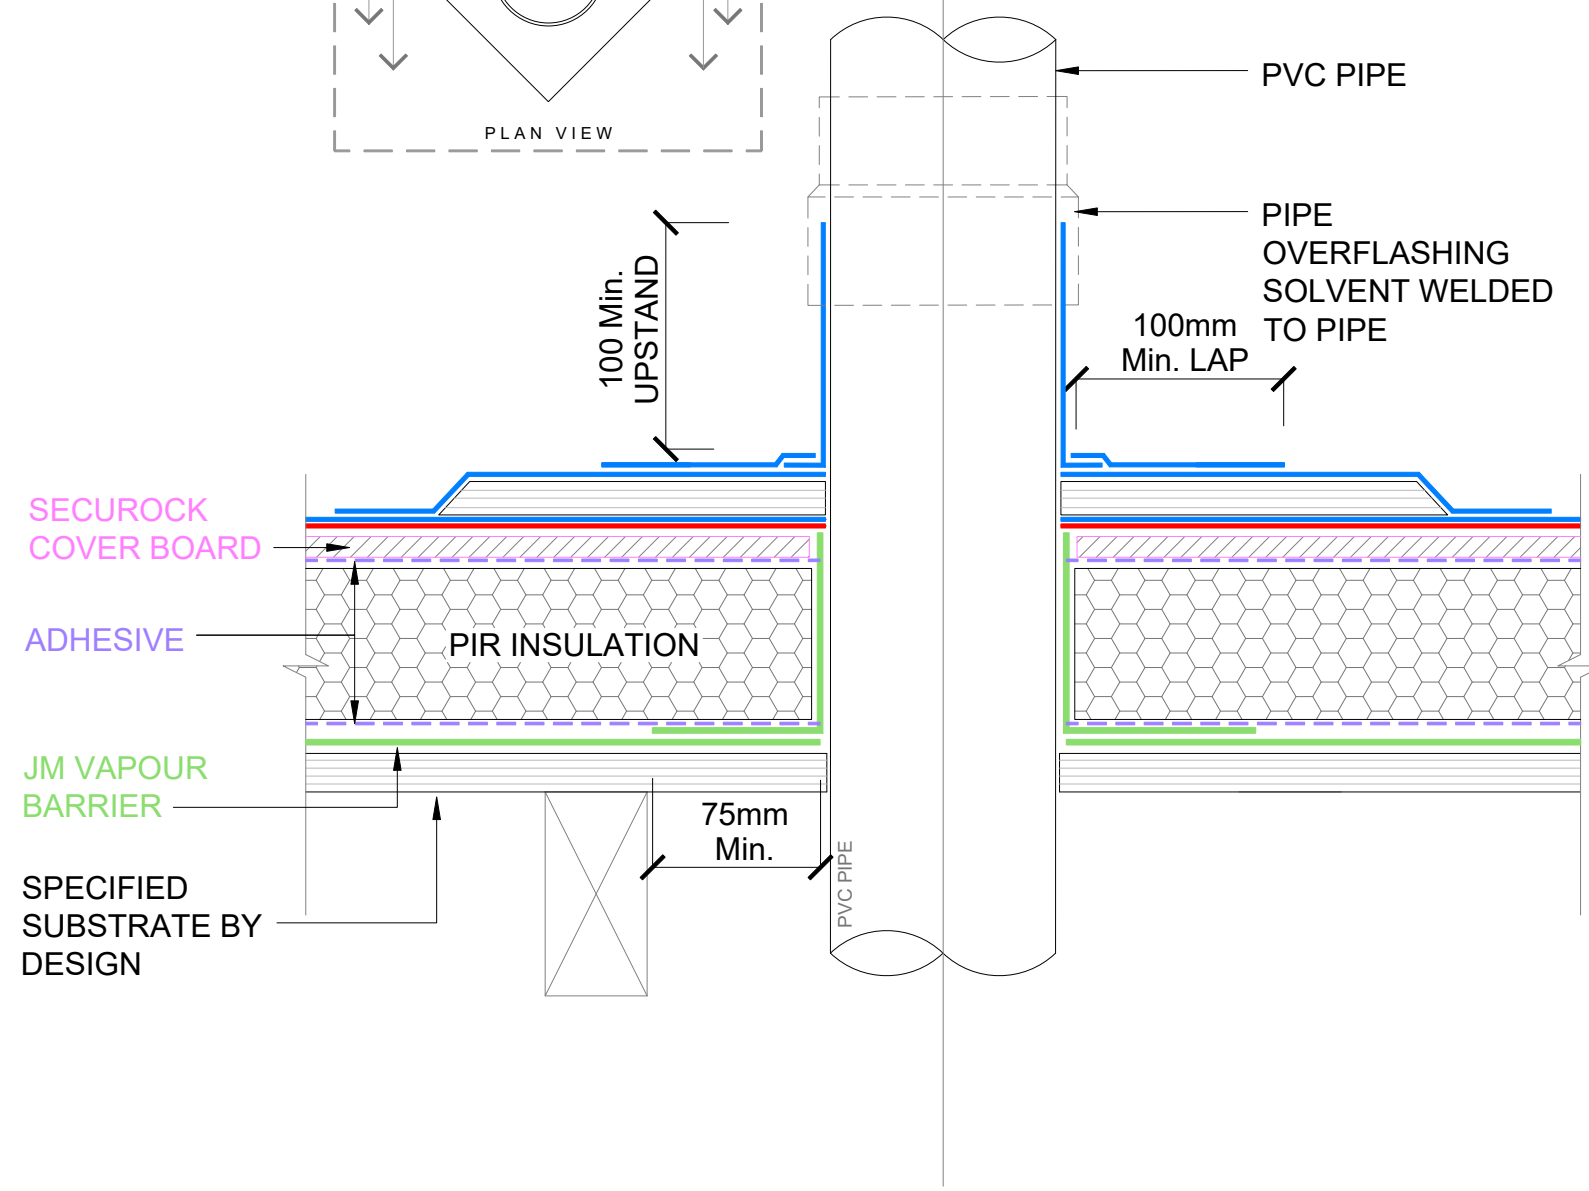 PLAN VIEW
PVC PIPE
PIPE
OVERFLASHING
SOLVENT WELDED
TO PIPE
100 Min.
UPSTAND
100mm
Min. LAP
SECUROCK
COVER BOARD
ADHESIVE
PIR INSULATION
JM VAPOUR
BARRIER
75mm
Min.
PVC PIPE
SPECIFIED
SUBSTRATE BY
DESIGN